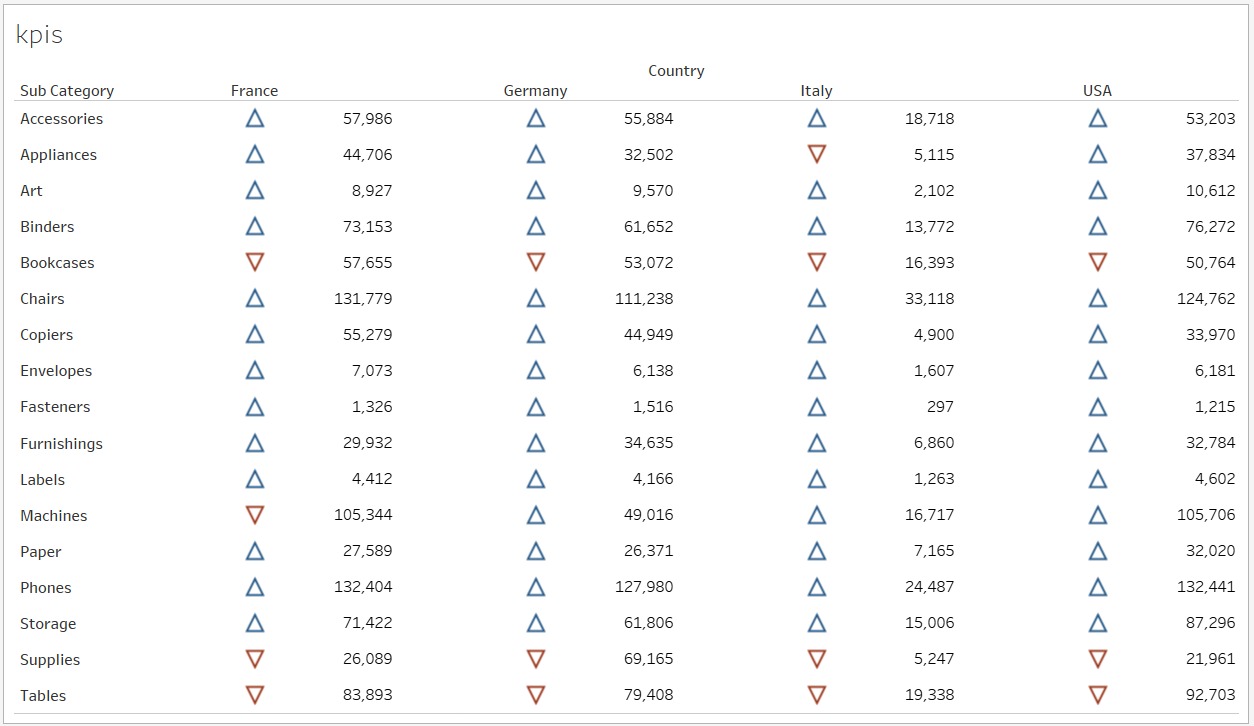 kpis
Country
Sub Category France Germany Italy USA
Accessories 57,986 55,884 18,718 53,203
Appliances 44,706 32,502 5,115 37,834
Art 8,927 9,570 2,102 10,612
Binders 73,153 61,652 13,772 76,272
Bookcases 57,655 53,072 16,393 50,764
Chairs 131,779 111,238 33,118 124,762
Copiers 55,279 44,949 4,900 33,970
Envelopes 7,073 6,138 1,607 6,181
Fasteners 1,326 1,516 297 1,215
Furnishings 29,932 34,635 6,860 32,784
Labels 4,412 4,166 1,263 4,602
Machines 105,344 49,016 16,717 105,706
Paper 27,589 26,371 7,165 32,020
Phones 132,404 127,980 24,487 132,441
Storage 71,422 61,806 15,006 87,296
Supplies 26,089 69,165 5,247 21,961
Tables 83,893 79,408 19,338 92,703